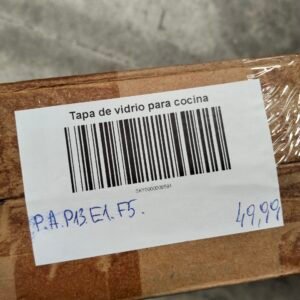 Tapa de vidrio para cocina
P.A.P13.E1.F5.
49,99